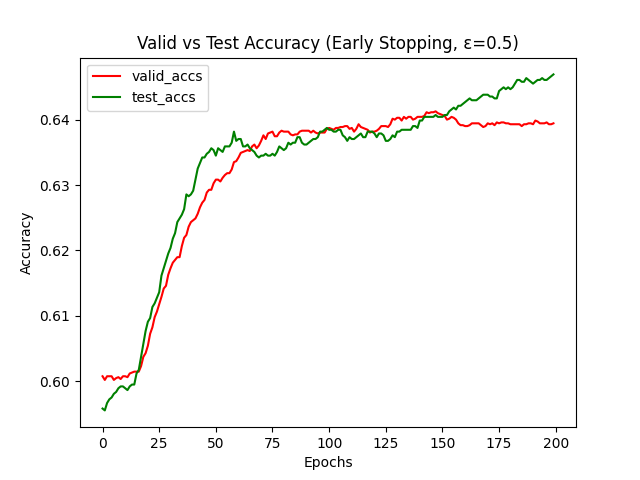 Valid vs Test Accuracy (Early Stopping, ε=0.5)
valid_accs
test_accs
Accuracy
0.64
0.63
0.62
0.61
0.60
0 25 50 75 100 125 150 175 200
Epochs